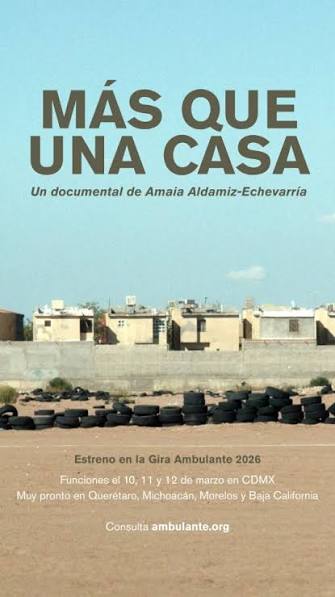 MÁS QUE
UNA CASA
Un documental de Amaia Aldamiz-Echevarría
Estreno en la Gira Ambulante 2026
Funciones el 10, 11 y 12 de marzo en CDMX
Muy pronto en Querétaro, Michoacán, Morelos y Baja California
Consulta ambulante.org